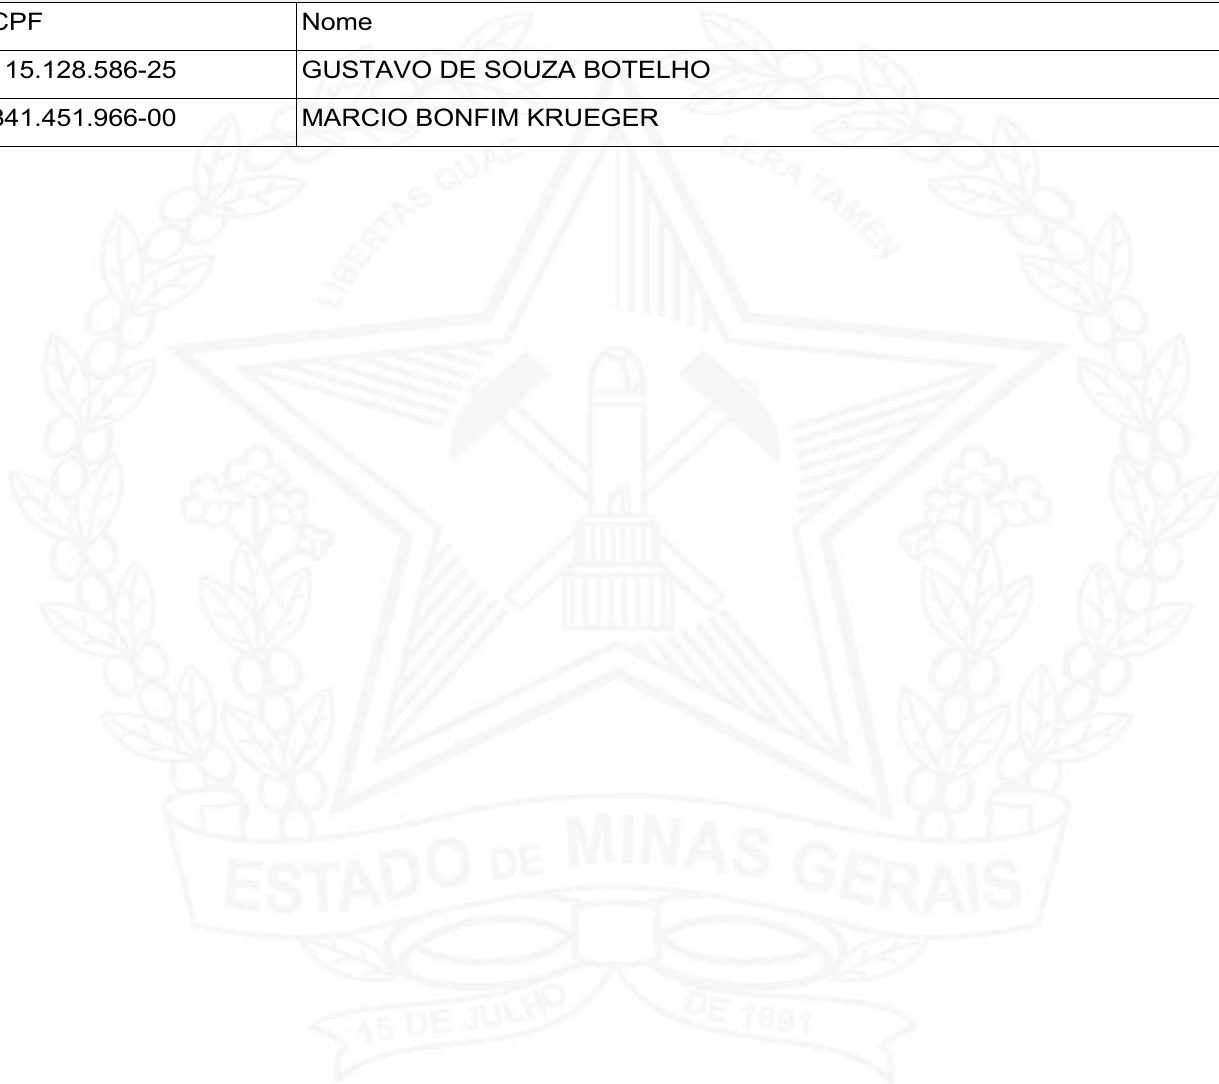 CPF Nome
15.128.586-25 GUSTAVO DE SOUZA BOTELHO
341.451.966-00 MARCIO BONFIM KRUEGER
LIBERTAS QUAE SERA TAMEN
ESTADO DE MINAS GERAIS
15 DE JULHO DE 1891